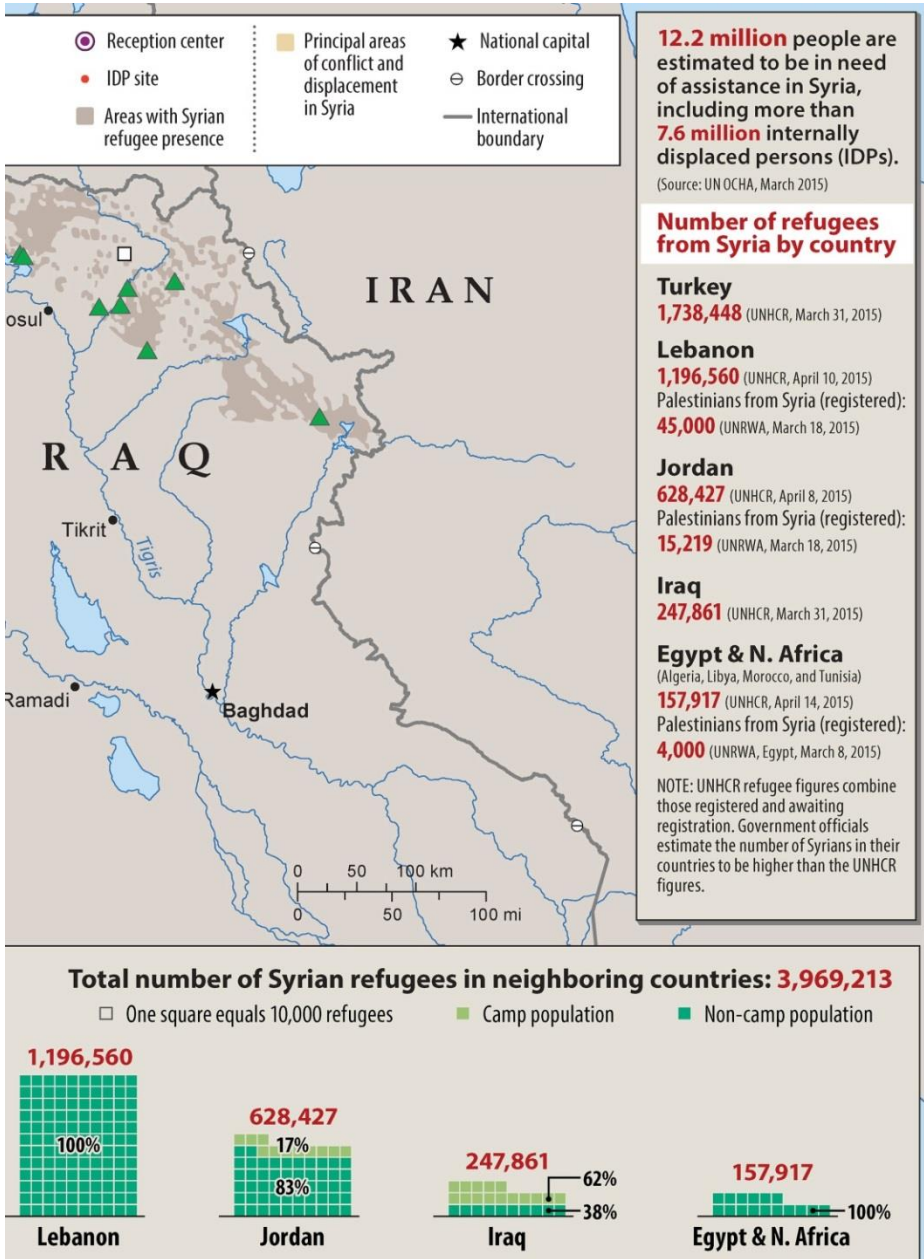 Reception center
IDP site
Areas with Syrian
refugee presence
Principal areas
of conflict and
displacement
in Syria
National capital
Border crossing
International
boundary
12.2 million people are
estimated to be in need
of assistance in Syria,
including more than
7.6 million internally
displaced persons (IDPs).
(Source: UN OCHA, March 2015)
Number of refugees
from Syria by country
Turkey
1,738,448 (UNHCR, March 31, 2015)
Lebanon
1,196,560 (UNHCR, April 10, 2015)
Palestinians from Syria (registered):
45,000 (UNRWA, March 18, 2015)
Jordan
628,427 (UNHCR, April 8, 2015)
Palestinians from Syria (registered):
15,219 (UNRWA, March 18, 2015)
Iraq
247,861 (UNHCR, March 31, 2015)
Egypt & N. Africa
(Algeria, Libya, Morocco, and Tunisia)
157,917 (UNHCR, April 14, 2015)
Palestinians from Syria (registered):
4,000 (UNRWA, Egypt, March 8, 2015)
NOTE: UNHCR refugee figures combine
those registered and awaiting
registration. Government officials
estimate the number of Syrians in their
countries to be higher than the UNHCR
figures.
IRAN
osul
R A Q
Tikrit
Tigris
Ramadi
Baghdad
0 50 100 km
0 50 100 mi
Total number of Syrian refugees in neighboring countries: 3,969,213
One square equals 10,000 refugees
Camp population
Non-camp population
1,196,560
100%
Lebanon
628,427
17%
83%
Jordan
247,861
62%
38%
Iraq
157,917
100%
Egypt & N. Africa